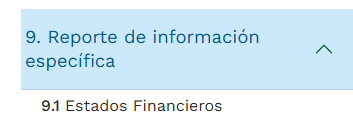 9. Reporte de información
específica
9.1 Estados Financieros